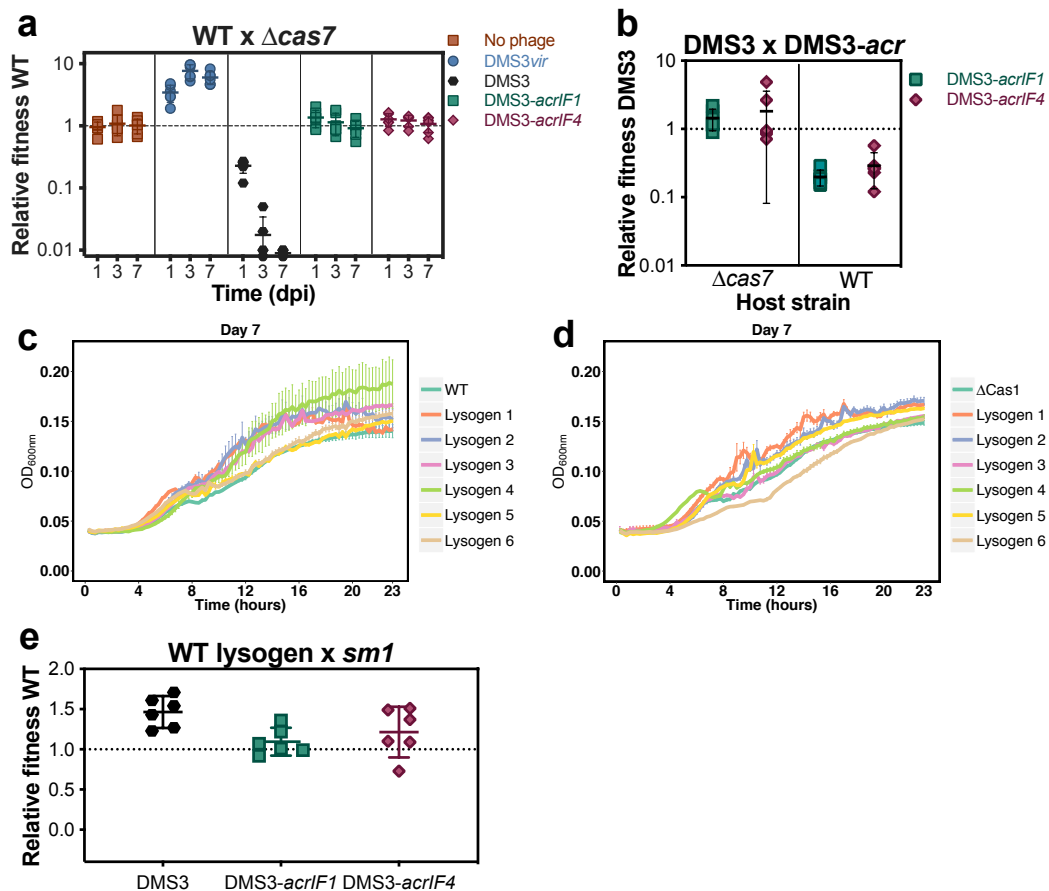 a
WT x Δcas7
Relative fitness WT
10
1
0.1
0.01
1 3 7 1 3 7 1 3 7 1 3 7 1 3 7
Time (dpi)
No phage
DMS3vir
DMS3
DMS3-acrIF1
DMS3-acrIF4
b
DMS3 x DMS3-acr
Relative fitness DMS3
10
1
0.1
0.01
Δcas7 WT
Host strain
DMS3-acrIF1
DMS3-acrIF4
c
Day 7
OD600nm
0.20
0.15
0.10
0.05
0.00
0 4 8 12 16 20 23
Time (hours)
WT
Lysogen 1
Lysogen 2
Lysogen 3
Lysogen 4
Lysogen 5
Lysogen 6
d
Day 7
OD600nm
0.20
0.15
0.10
0.05
0.00
0 4 8 12 16 20 23
Time (hours)
ΔCas1
Lysogen 1
Lysogen 2
Lysogen 3
Lysogen 4
Lysogen 5
Lysogen 6
e
WT lysogen x sm1
Relative fitness WT
2.0
1.5
1.0
0.5
0.0
DMS3 DMS3-acrIF1 DMS3-acrIF4